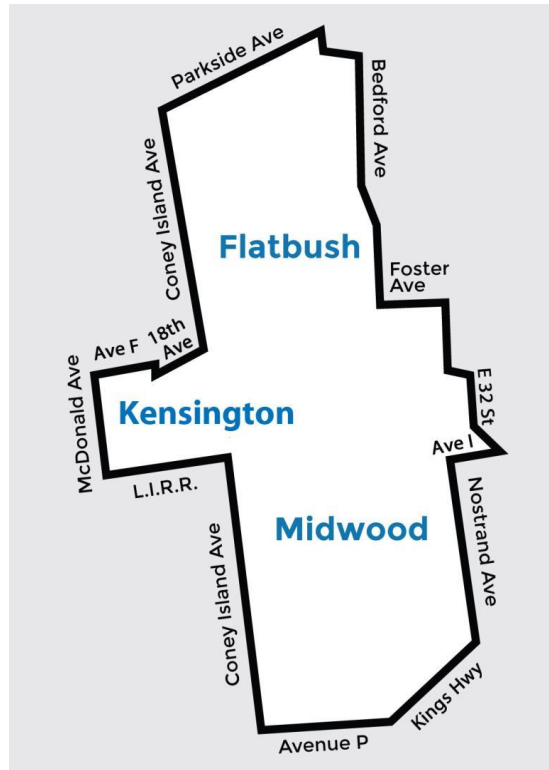 Parkside Ave
Bedford Ave
Coney Island Ave
Flatbush
Foster
Ave
Ave F
18th
Ave
McDonald Ave
Kensington
E 32 St
Ave I
L.I.R.R.
Midwood
Nostrand Ave
Coney Island Ave
Kings Hwy
Avenue P